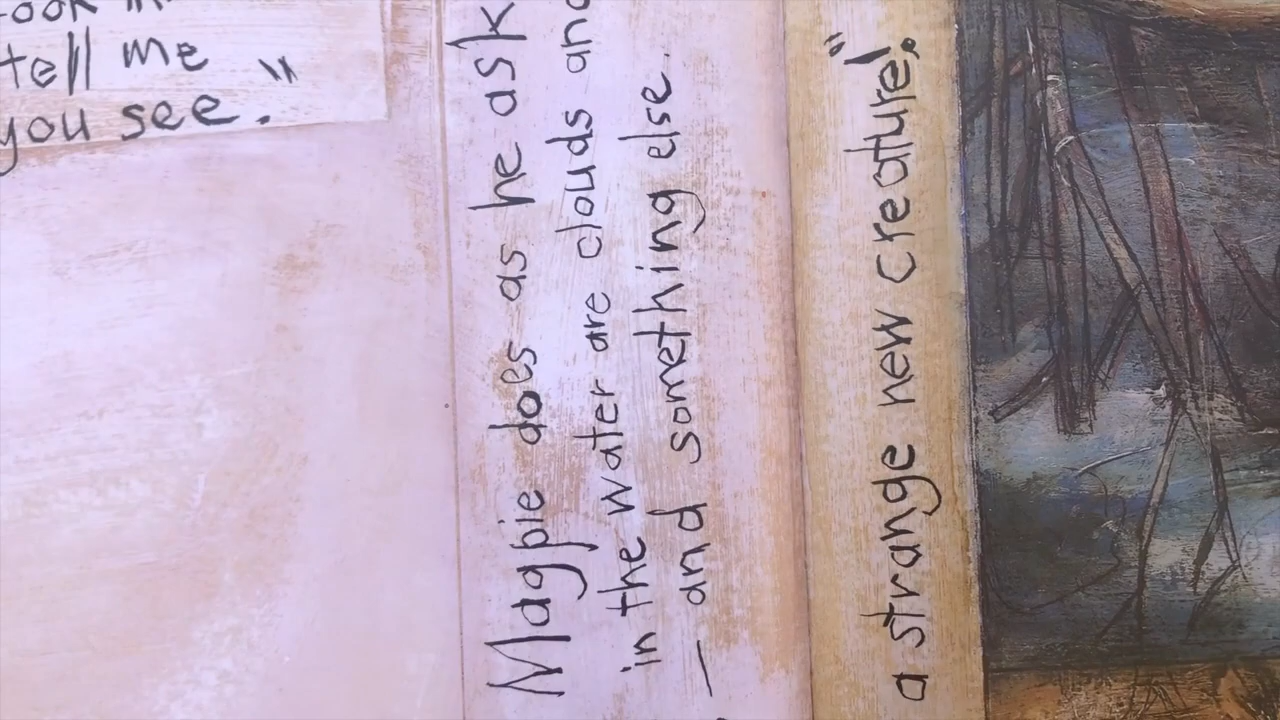 tell me
you see."
Magpie does as he ask
in the water are clouds and
— and something else.
a strange new creature!"